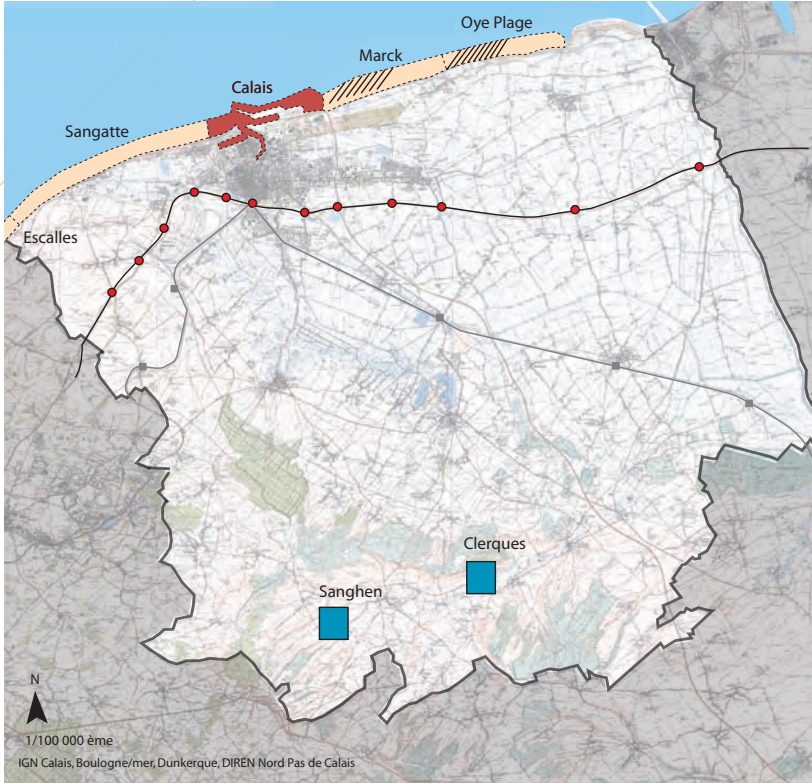 Oye Plage
Marck
Calais
Sangatte
Escalles
Clerques
Sanghen
N
1/100 000 ème
IGN Calais, Boulogne/mer, Dunkerque, DIREN Nord Pas de Calais